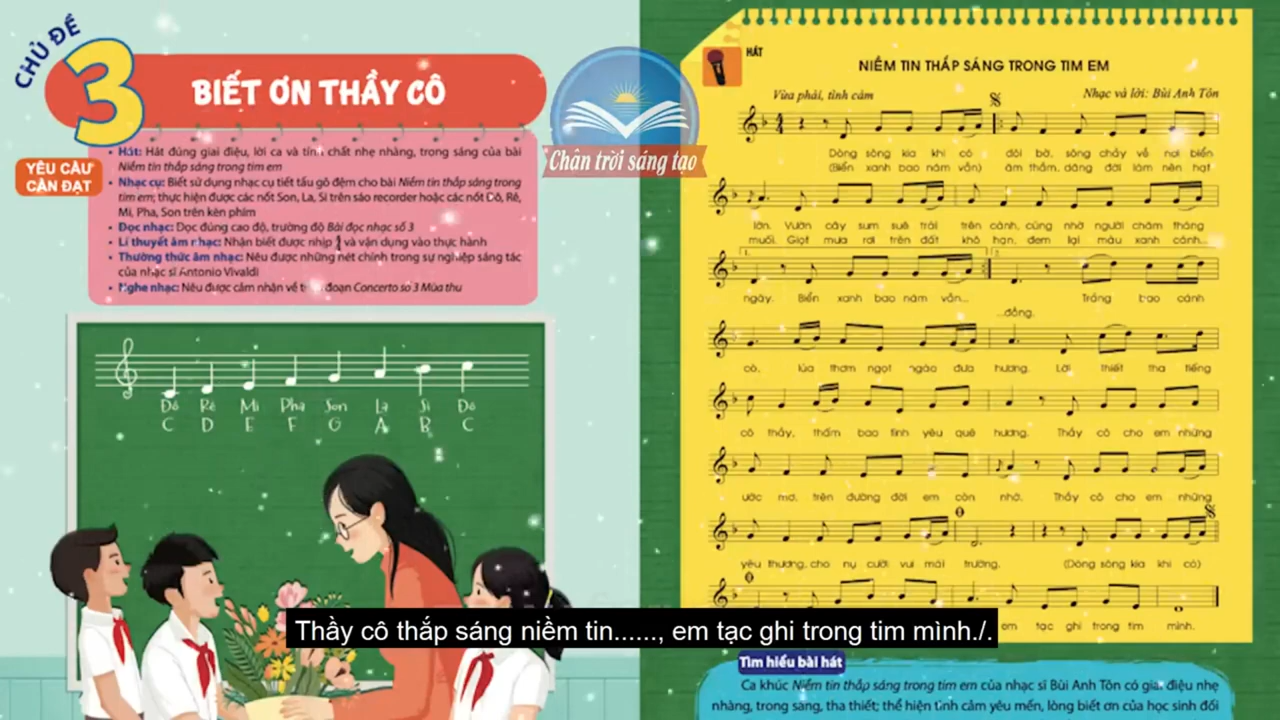 CHỦ ĐỀ
3
BIẾT ƠN THẦY CÔ
YÊU CẦU
CẦN ĐẠT
• Hát: Hát đúng giai điệu, lời ca và tính chất nhẹ nhàng, trong sáng của bài
Niềm tin thắp sáng trong tim em
• Nhạc cụ: Biết sử dụng nhạc cụ tiết tấu gõ đệm cho bài Niềm tin thắp sáng trong
tim em; thực hiện được các nốt Son, La, Si trên sáo recorder hoặc các nốt Đô, Rê,
Mi, Pha, Son trên kèn phím
• Đọc nhạc: Đọc đúng cao độ, trường độ Bài đọc nhạc số 3
• Lí thuyết âm nhạc: Nhận biết được nhịp 4/4 và vận dụng vào thực hành
• Thường thức âm nhạc: Nêu được những nét chính trong sự nghiệp sáng tác
của nhạc sĩ Antonio Vivaldi
• Nghe nhạc: Nêu được cảm nhận về đoạn Concerto số 3 Mùa thu
Đô Rê Mi Pha Son La Si Đô
C D E F G A B C
Chân trời sáng tạo
HÁT
NIỀM TIN THẮP SÁNG TRONG TIM EM
Vừa phải, tình cảm
Nhạc và lời: Bùi Anh Tôn
Dòng sông kia khi có đôi bờ, sông chảy về nơi biển
(Biển xanh bao năm vẫn) âm thầm, dâng đời làm nên hạt
lớn. Vườn cây sum suê trái trên cành, cũng nhờ người chăm tháng
muối. Giọt mưa rơi trên đất khô hạn, đem lại màu xanh cánh...
1.
ngày. Biển xanh bao năm vẫn...
Trắng bao cánh
...đồng.
cò, lúa thơm ngọt ngào đưa hương. Lời thiết tha tiếng
cô thầy, thấm bao tình yêu quê hương. Thầy cô cho em những
ước mơ, trên đường đời em còn nhớ. Thầy cô cho em những
yêu thương, cho nụ cười vui mái trường. (Dòng sông kia khi có)
em tạc ghi trong tim mình.
Thầy cô thắp sáng niềm tin......, em tạc ghi trong tim mình./.
Tìm hiểu bài hát
Ca khúc Niềm tin thắp sáng trong tim em của nhạc sĩ Bùi Anh Tôn có giai điệu nhẹ
nhàng, trong sáng, tha thiết; thể hiện tình cảm yêu mến, lòng biết ơn của học sinh đối